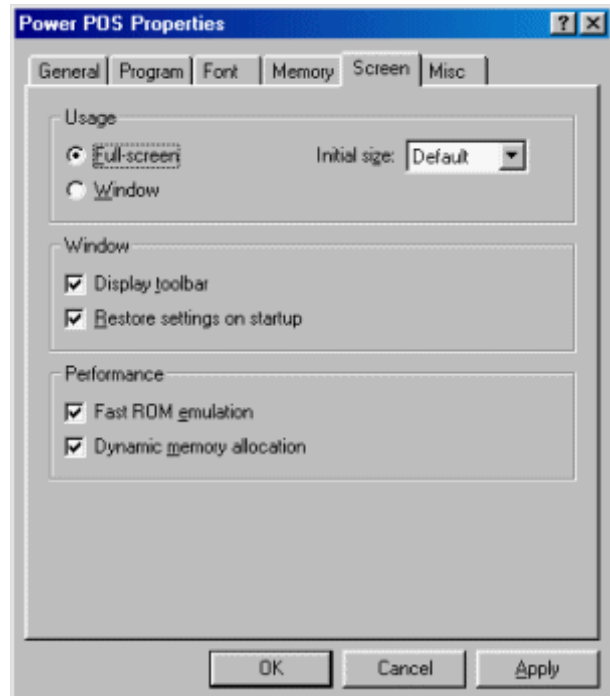 Power POS Properties
General Program Font Memory Screen Misc
Usage
Full-screen Initial size: Default
Window
Window
Display toolbar
Restore settings on startup
Performance
Fast ROM emulation
Dynamic memory allocation
OK Cancel Apply